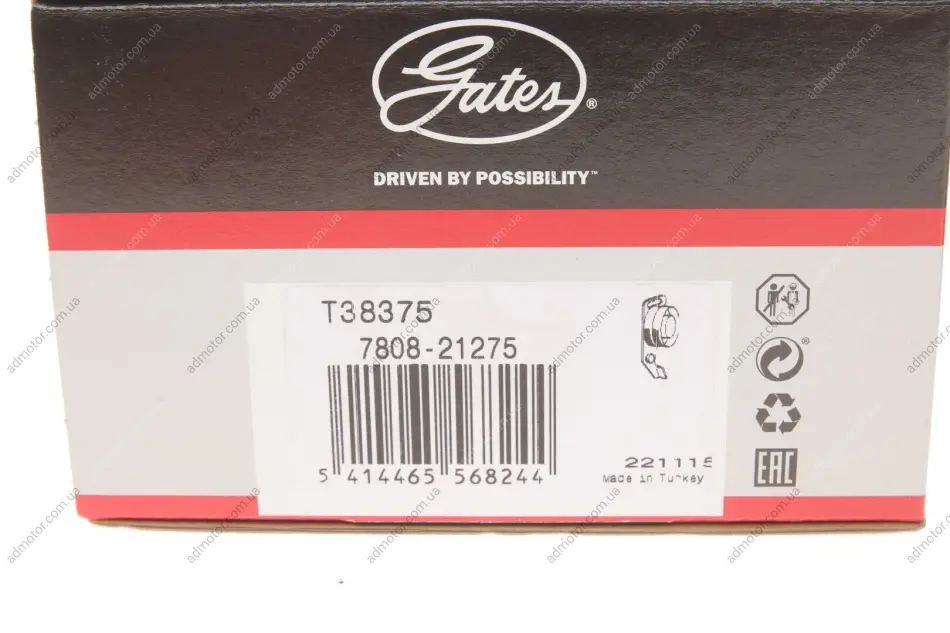 Gates®
DRIVEN BY POSSIBILITY™
T38375
7808-21275
5 414465 568244
221115
Made in Turkey
EAC
admotor.com.ua